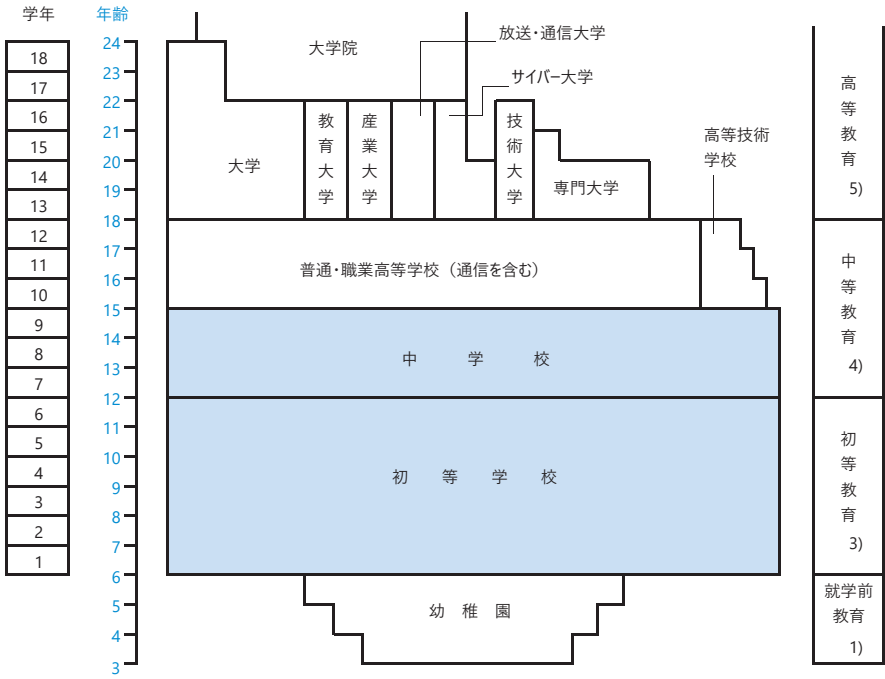 学年
年齢
18
17
16
15
14
13
12
11
10
9
8
7
6
5
4
3
2
1
24
23
22
21
20
19
18
17
16
15
14
13
12
11
10
9
8
7
6
5
4
3
大学院
放送・通信大学
サイバー大学
大学
教育大学
産業大学
技術大学
専門大学
高等技術
学校
普通・職業高等学校（通信を含む）
中学校
初等学校
幼稚園
高等教育
5)
中等教育
4)
初等教育
3)
就学前
教育
1)